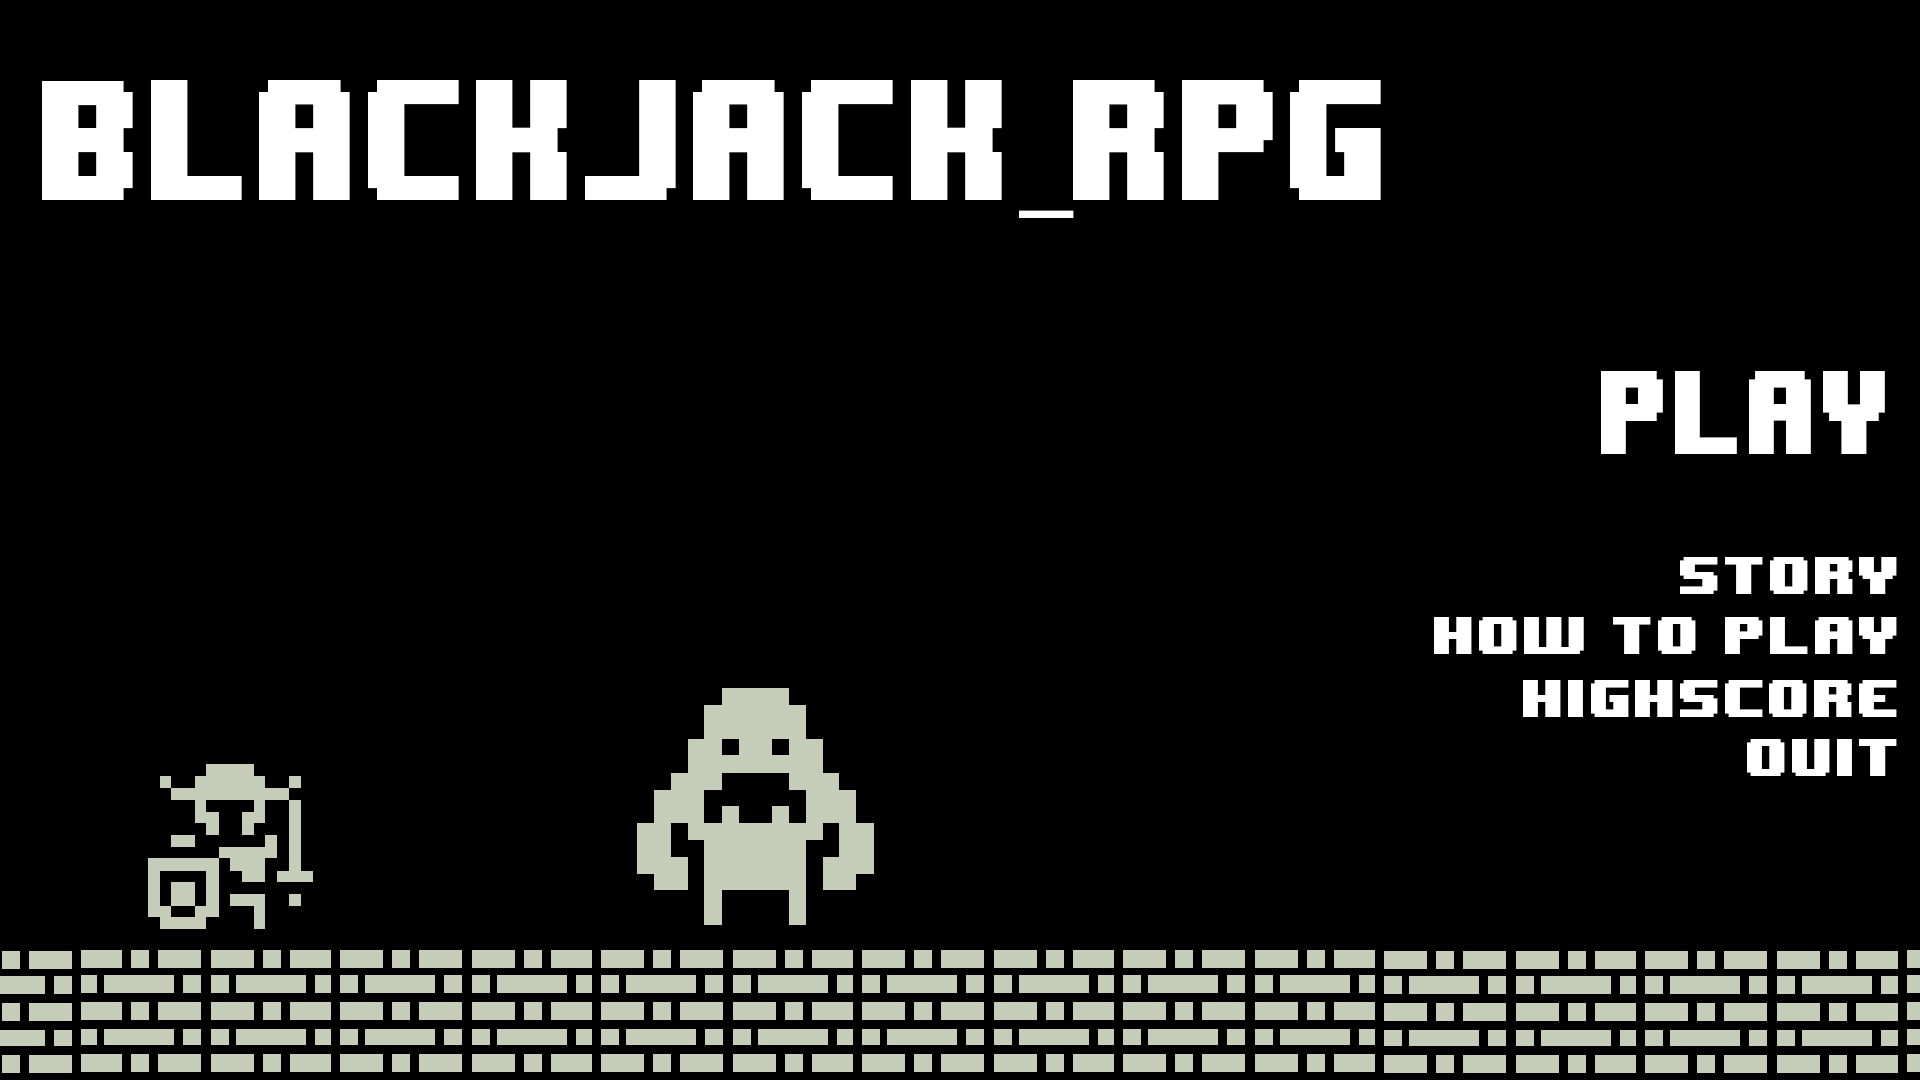 BLACKJACK_RPG
PLAY
STORY
HOW TO PLAY
HIGHSCORE
QUIT